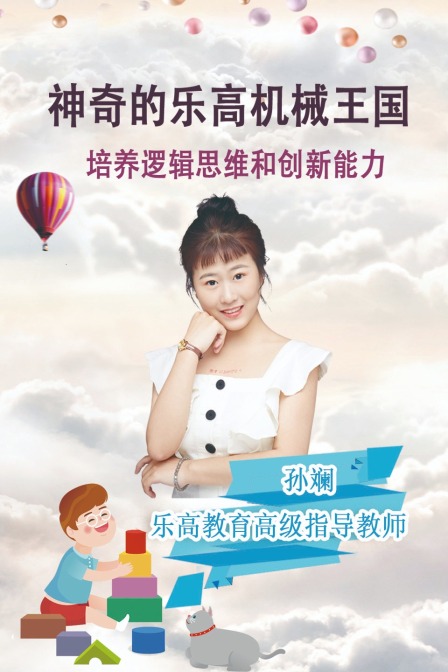 神奇的乐高机械王国
培养逻辑思维和创新能力
孙斓
乐高教育高级指导教师